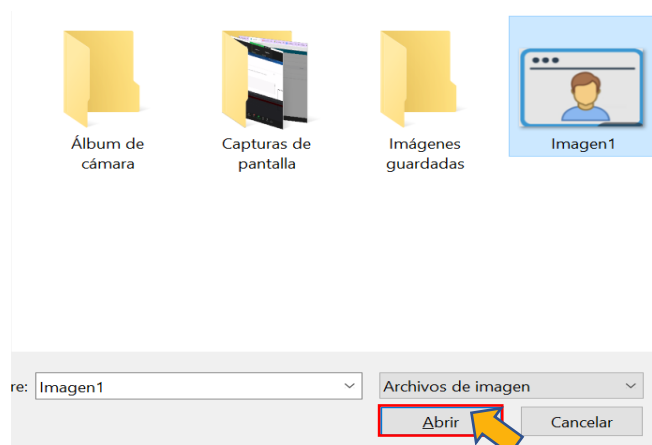 Álbum de
cámara
Capturas de
pantalla
Imágenes
guardadas
Imagen1
re: Imagen1
Archivos de imagen
Abrir
Cancelar